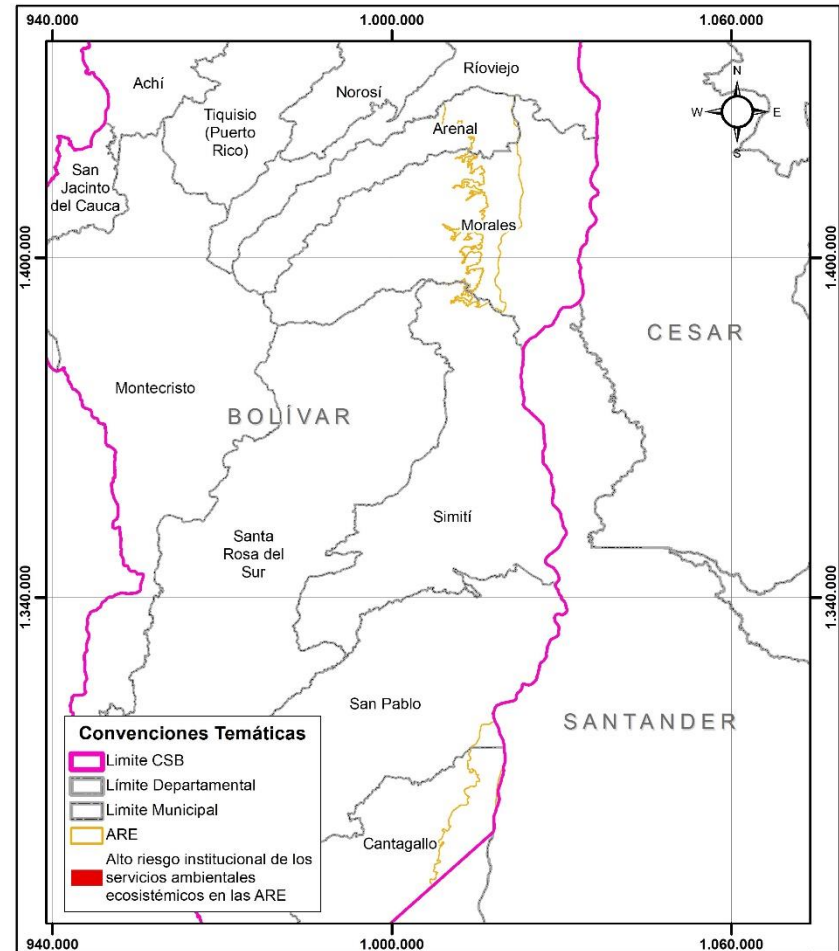 940.000
1.000.000
1.060.000
Achí
Tiquisio
(Puerto
Rico)
Norosí
Ríoviejo
Arenal
San
Jacinto
del Cauca
N
W
E
S
Morales
1.400.000
1.400.000
CESAR
Montecristo
BOLÍVAR
Simití
Santa
Rosa del
Sur
1.340.000
1.340.000
San Pablo
SANTANDER
Cantagallo
Convenciones Temáticas
Limite CSB
Límite Departamental
Limite Municipal
ARE
Alto riesgo institucional de los
servicios ambientales
ecosistémicos en las ARE
940.000
1.000.000
1.060.000